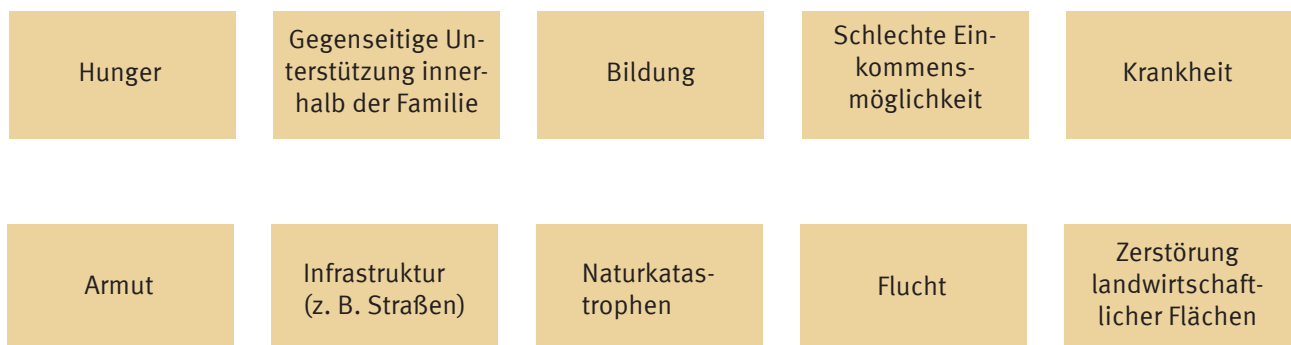 Hunger
Gegenseitige Un-
terstützung inner-
halb der Familie
Bildung
Schlechte Ein-
kommens-
möglichkeit
Krankheit
Armut
Infrastruktur
(z. B. Straßen)
Naturkatas-
trophen
Flucht
Zerstörung
landwirtschaft-
licher Flächen